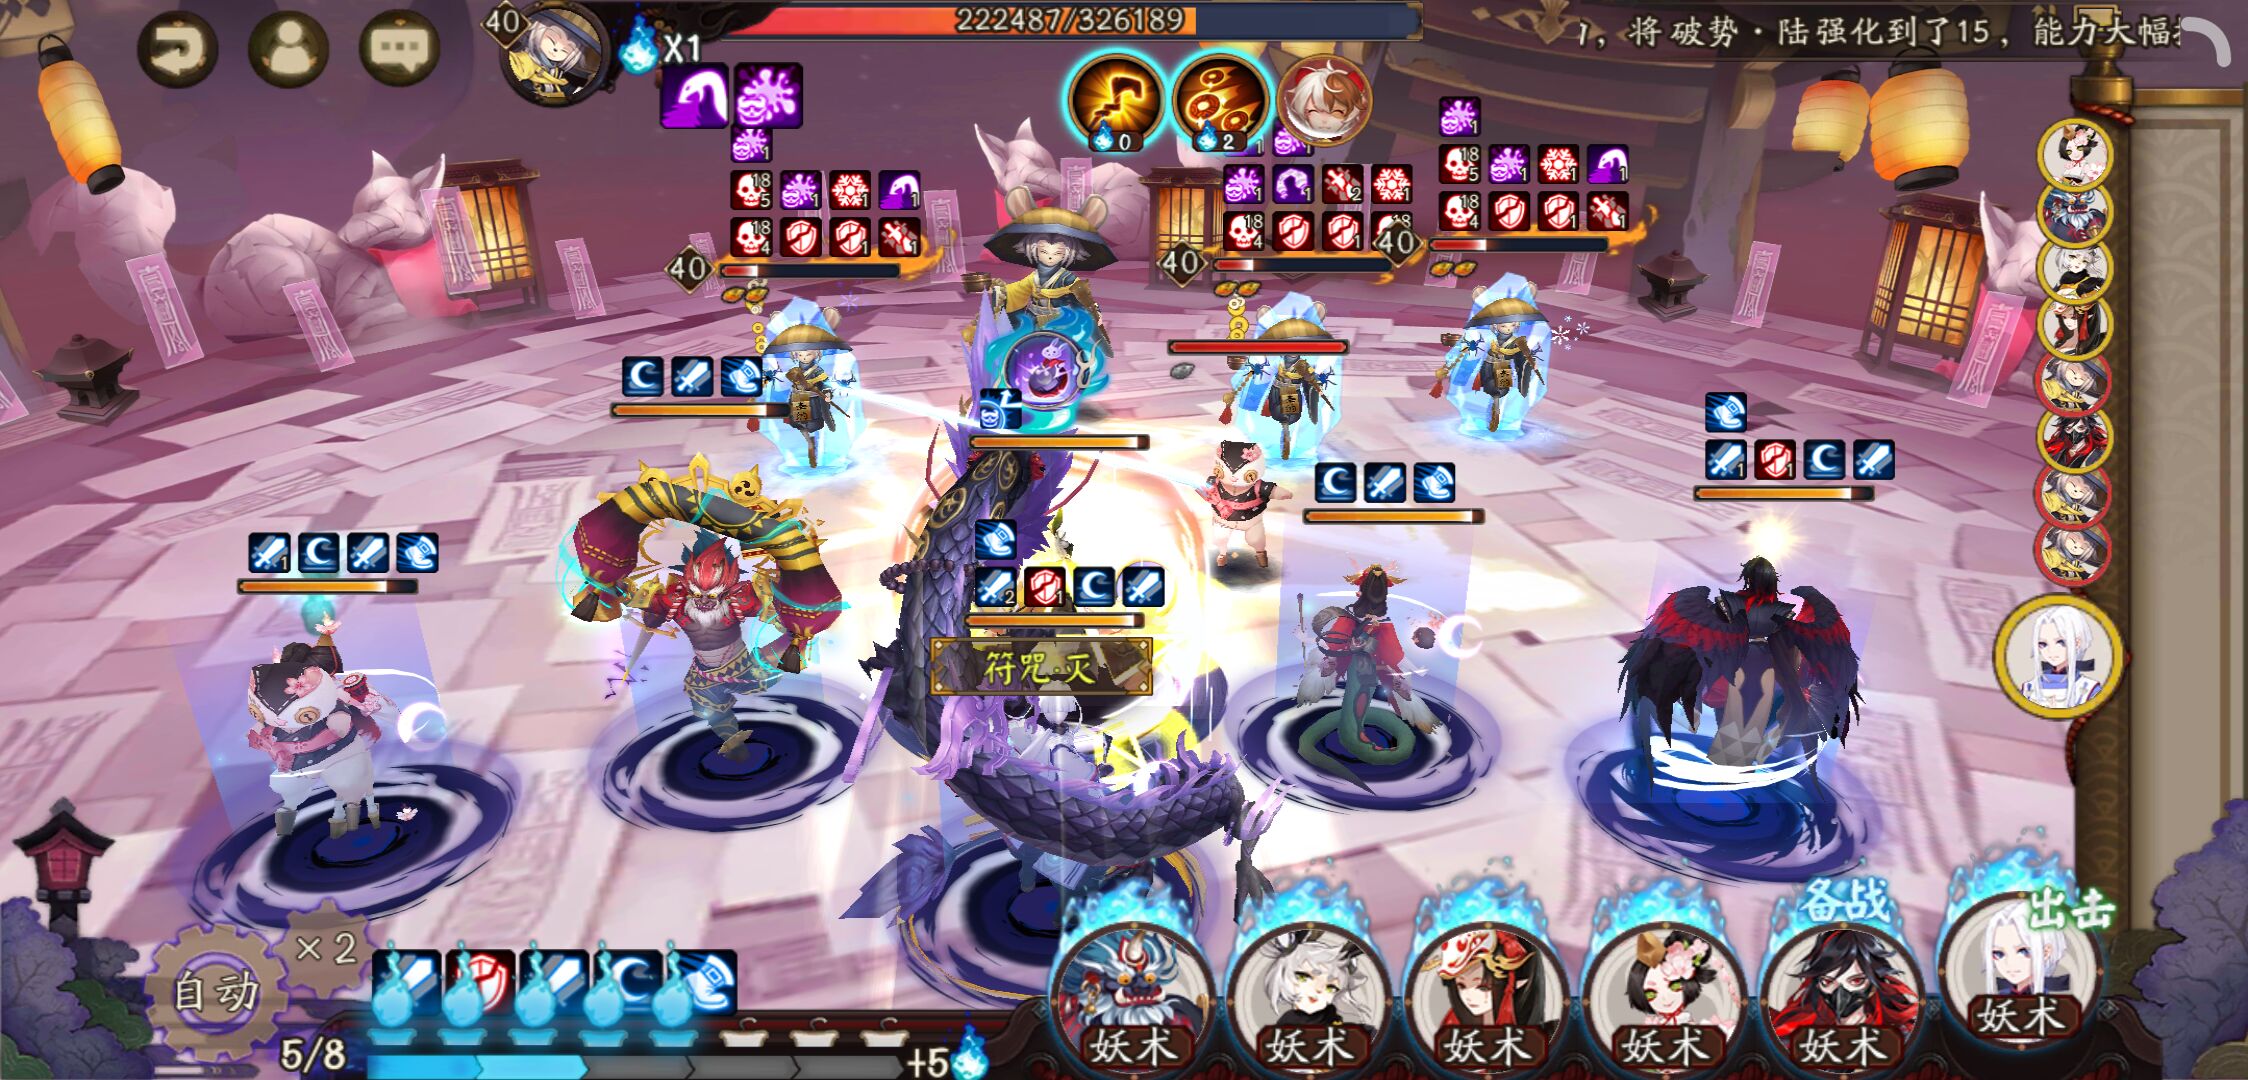 40
X1
222487/326189
1，将破势·陆强化到了15，能力大幅
0
2
40
40
40
符咒·灭
自动
×2
5/8
+5
备战
出击
妖术
妖术
妖术
妖术
妖术
妖术